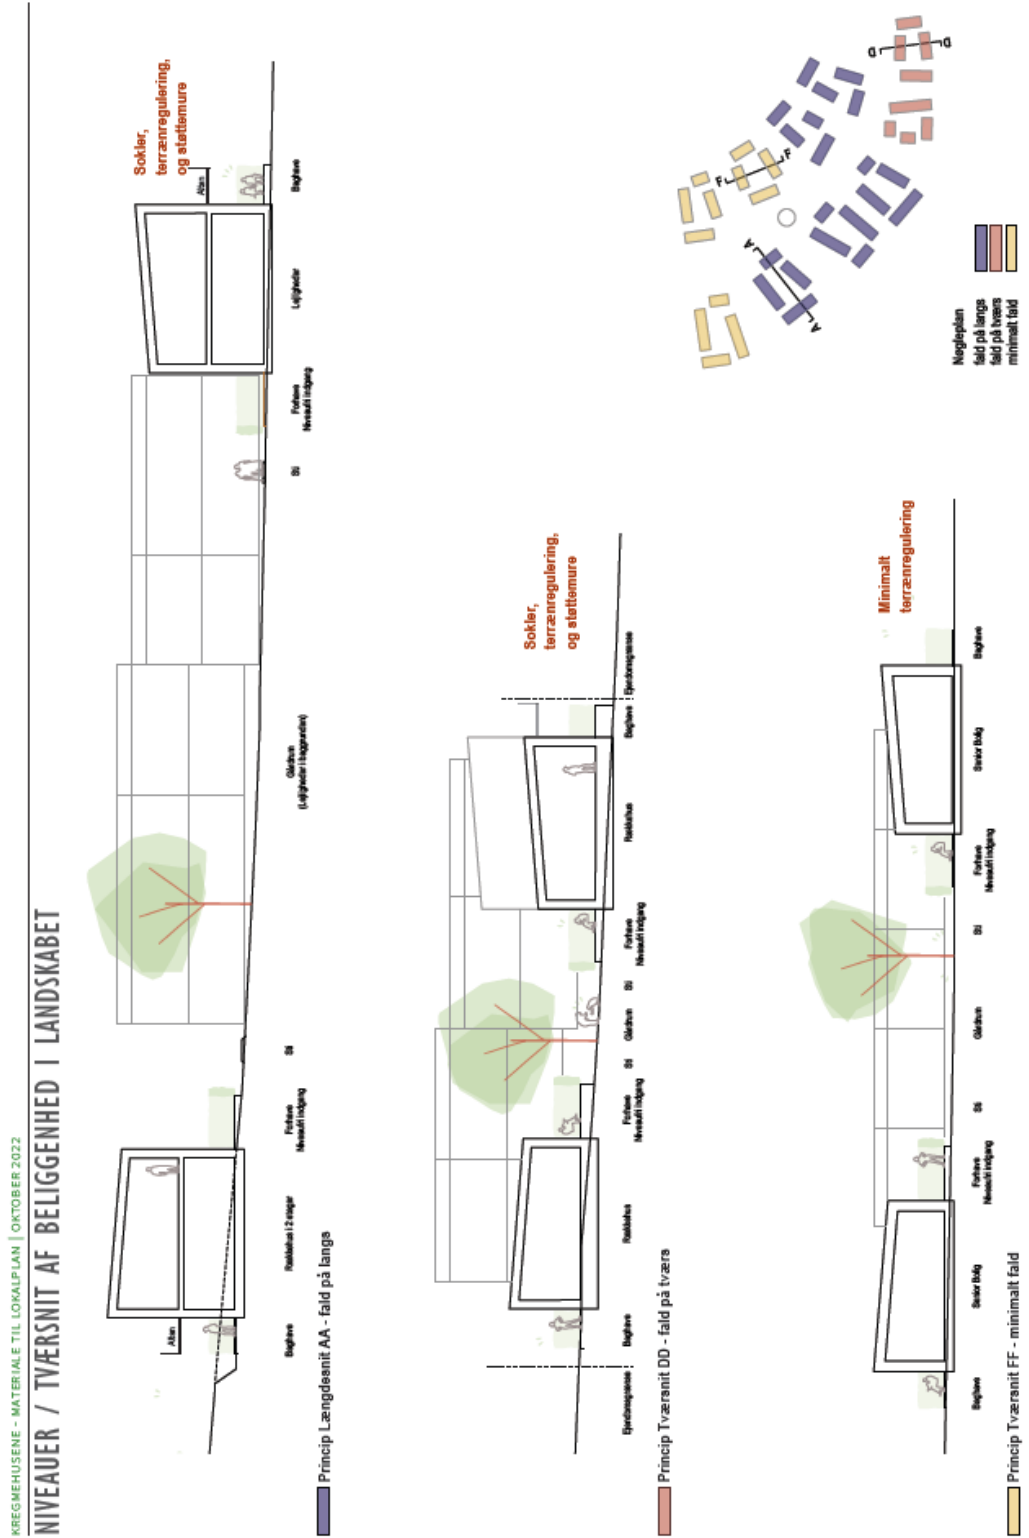 KREGMEHUSENE - MATERIALE TIL LOKALPLAN | OKTOBER 2022
NIVEAUER / TVÆRSNIT AF BELIGGENHED I LANDSKABET
Sokler,
terrænregulering,
og støttemure
Altan
Altan
Baghave
Rækkehus i 2 etager
Forhave
Niveaufri indgang
Sti
Gårdrum
(Lejligheder i baggrunden)
Sti
Forhave
Niveaufri indgang
Lejligheder
Baghave
Princip Længdesnit AA - fald på langs
Sokler,
terrænregulering,
og støttemure
Ejendomsgrænse
Baghave
Rækkehus
Forhave
Niveaufri indgang
Sti
Gårdrum
Sti
Forhave
Niveaufri indgang
Rækkehus
Baghave
Ejendomsgrænse
Princip Tværsnit DD - fald på tværs
Minimalt
terrænregulering
Baghave
Senior Bolig
Forhave
Niveaufri indgang
Sti
Gårdrum
Sti
Forhave
Niveaufri indgang
Senior Bolig
Baghave
Princip Tværsnit FF - minimalt fald
A
A
F
F
D
D
Nøgleplan
fald på langs
fald på tværs
minimalt fald